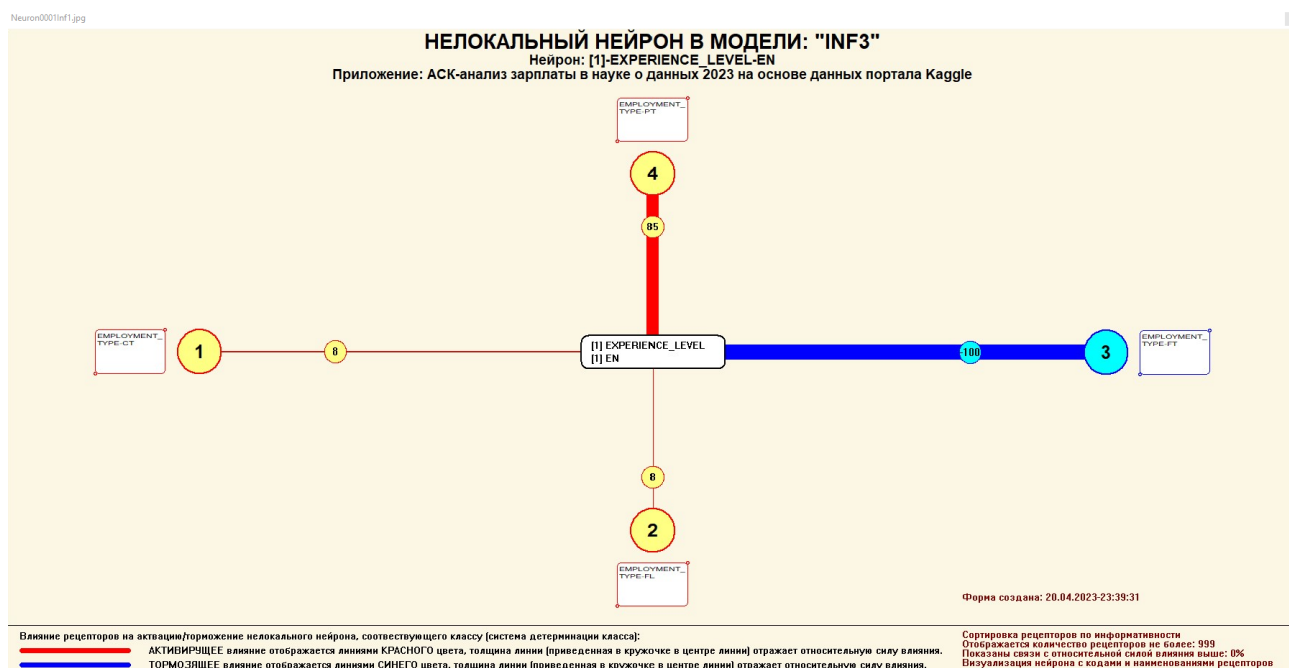 Neuron0001Inf1.jpg
НЕЛОКАЛЬНЫЙ НЕЙРОН В МОДЕЛИ: "INF3"
Нейрон: [1]-EXPERIENCE_LEVEL-EN
Приложение: АСК-анализ зарплаты в науке о данных 2023 на основе данных портала Kaggle
EMPLOYMENT_
TYPE-PT
4
85
EMPLOYMENT_
TYPE-CT
1
8
[1] EXPERIENCE_LEVEL
[1] EN
-100
3
EMPLOYMENT_
TYPE-FT
8
2
EMPLOYMENT_
TYPE-FL
Форма создана: 20.04.2023-23:39:31
Влияние рецепторов на актвацию/торможение нелокального нейрона, соотвествующего классу (система детерминации класса):
АКТИВИРУЩЕЕ влияние отображается линиями КРАСНОГО цвета, толщина линии (приведенная в кружочке в центре линии) отражает относительную силу влияния.
ТОРМОЗЯЩЕЕ влияние отображается линиями СИНЕГО цвета, толщина линии (приведенная в кружочке в центре линии) отражает относительную силу влияния.
Сортировка рецепторов по информативности
Отображается количество рецепторов не более: 999
Показаны связи с относительной силой влияния выше: 0%
Визуализация нейрона с кодами и наименованиями рецепторов